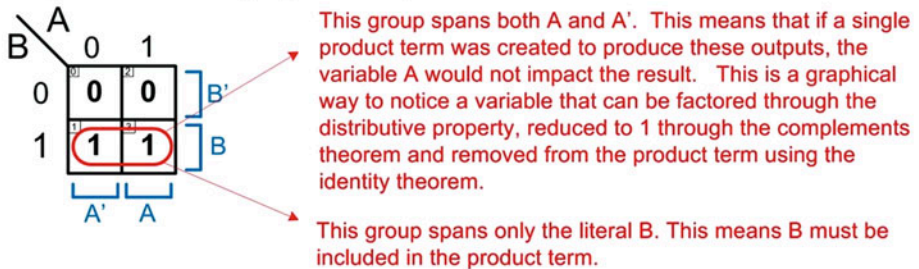 A
B 0 1
0 0 0 0 2 B'
1 1 1 3 1 B
A' A
This group spans both A and A'. This means that if a single
product term was created to produce these outputs, the
variable A would not impact the result. This is a graphical
way to notice a variable that can be factored through the
distributive property, reduced to 1 through the complements
theorem and removed from the product term using the
identity theorem.
This group spans only the literal B. This means B must be
included in the product term.